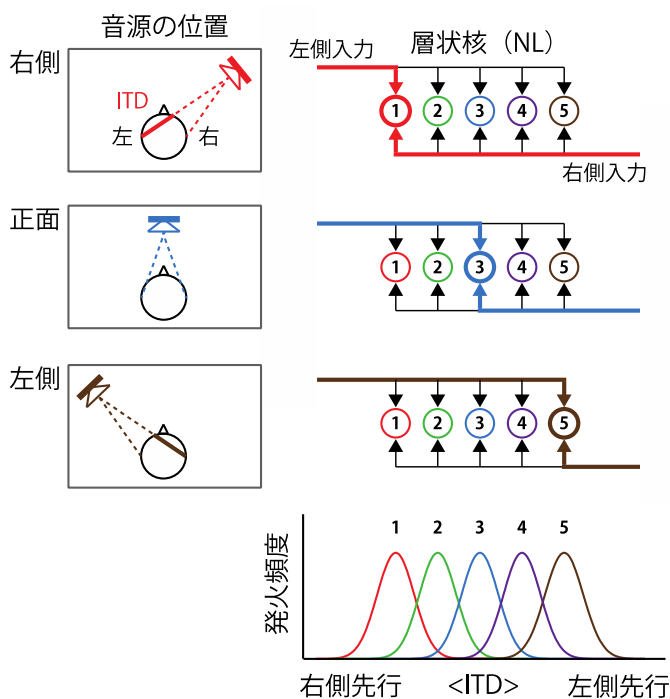 音源の位置
層状核（NL）
右側
ITD
左
右
左側入力
1 2 3 4 5
右側入力
正面
1 2 3 4 5
左側
1 2 3 4 5
1 2 3 4 5
発火頻度
右側先行 <ITD> 左側先行